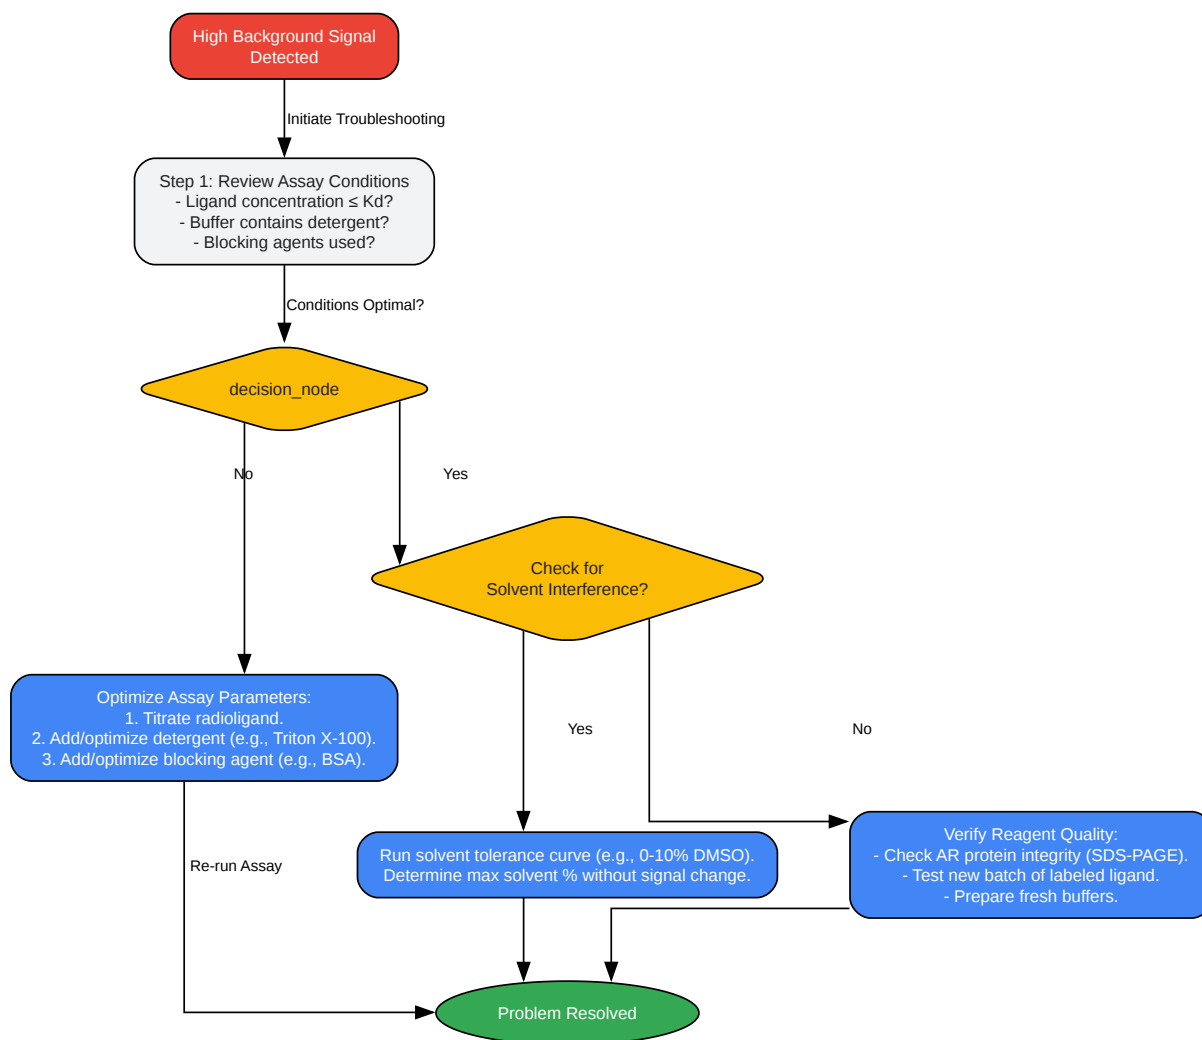 High Background Signal
Detected
Initiate Troubleshooting
Step 1: Review Assay Conditions
- Ligand concentration ≤ Kd?
- Buffer contains detergent?
- Blocking agents used?
Conditions Optimal?
decision_node
No
Yes
Check for
Solvent Interference?
Optimize Assay Parameters:
1. Titrate radioligand.
2. Add/optimize detergent (e.g., Triton X-100).
3. Add/optimize blocking agent (e.g., BSA).
Yes
No
Re-run Assay
Run solvent tolerance curve (e.g., 0-10% DMSO).
Determine max solvent % without signal change.
Verify Reagent Quality:
- Check AR protein integrity (SDS-PAGE).
- Test new batch of labeled ligand.
- Prepare fresh buffers.
Problem Resolved